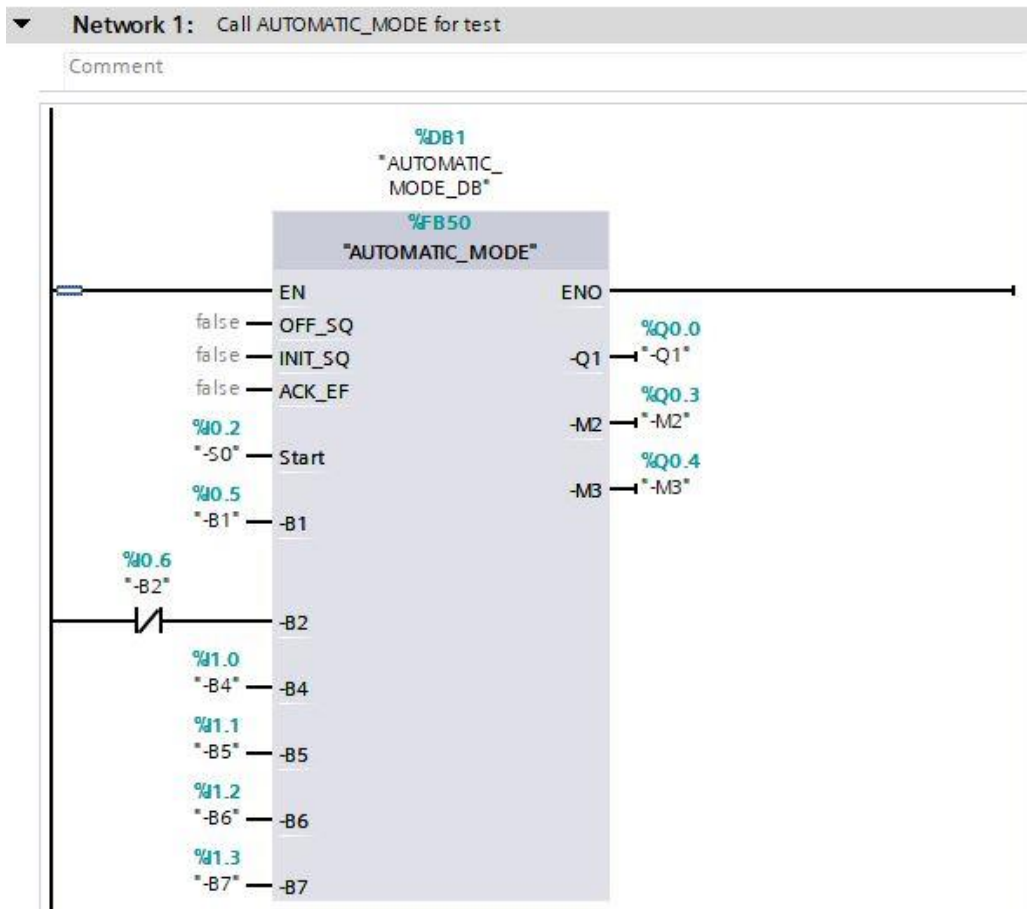 Network 1: Call AUTOMATIC_MODE for test
Comment
%DB1
"AUTOMATIC_
MODE_DB"
%FB50
"AUTOMATIC_MODE"
EN ENO
false OFF_SQ
%Q0.0
false INIT_SQ -Q1 "-Q1"
false ACK_EF
%Q0.3
%I0.2 -M2 "-M2"
"-S0" Start
%Q0.4
%I0.5 -M3 "-M3"
"-B1" -B1
%I0.6
"-B2"
-B2
%I1.0
"-B4" -B4
%I1.1
"-B5" -B5
%I1.2
"-B6" -B6
%I1.3
"-B7" -B7